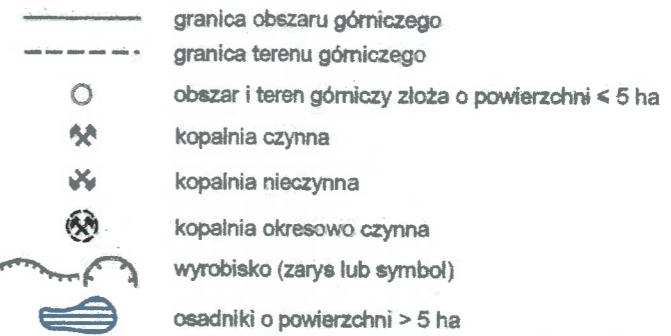 granica obszaru górniczego
granica terenu górniczego
obszar i teren górniczy złoża o powierzchni < 5 ha
kopalnia czynna
kopalnia nieczynna
kopalnia okresowo czynna
wyrobisko (zarys lub symbol)
osadniki o powierzchni > 5 ha